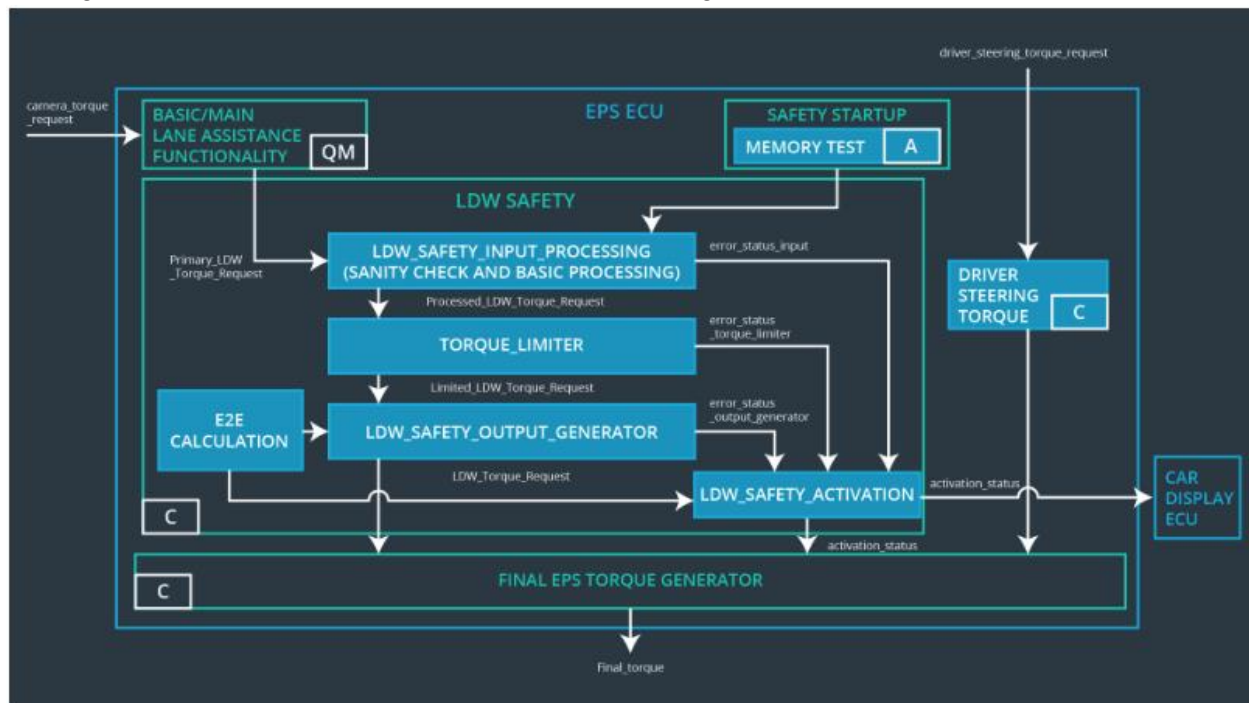 driver_steering_torque_request
camera_torque
_request
BASIC/MAIN
LANE ASSISTANCE
FUNCTIONALITY
QM
EPS ECU
SAFETY STARTUP
MEMORY TEST
A
LDW SAFETY
Primary_LDW
_Torque_Request
LDW_SAFETY_INPUT_PROCESSING
(SANITY CHECK AND BASIC PROCESSING)
error_status_input
DRIVER
STEERING
TORQUE
C
Processed_LDW_Torque_Request
TORQUE_LIMITER
error_status
_torque_limiter
Limited_LDW_Torque_Request
E2E
CALCULATION
LDW_SAFETY_OUTPUT_GENERATOR
error_status
_output_generator
LDW_Torque_Request
LDW_SAFETY_ACTIVATION
activation_status
CAR
DISPLAY
ECU
C
activation_status
C
FINAL EPS TORQUE GENERATOR
Final_torque